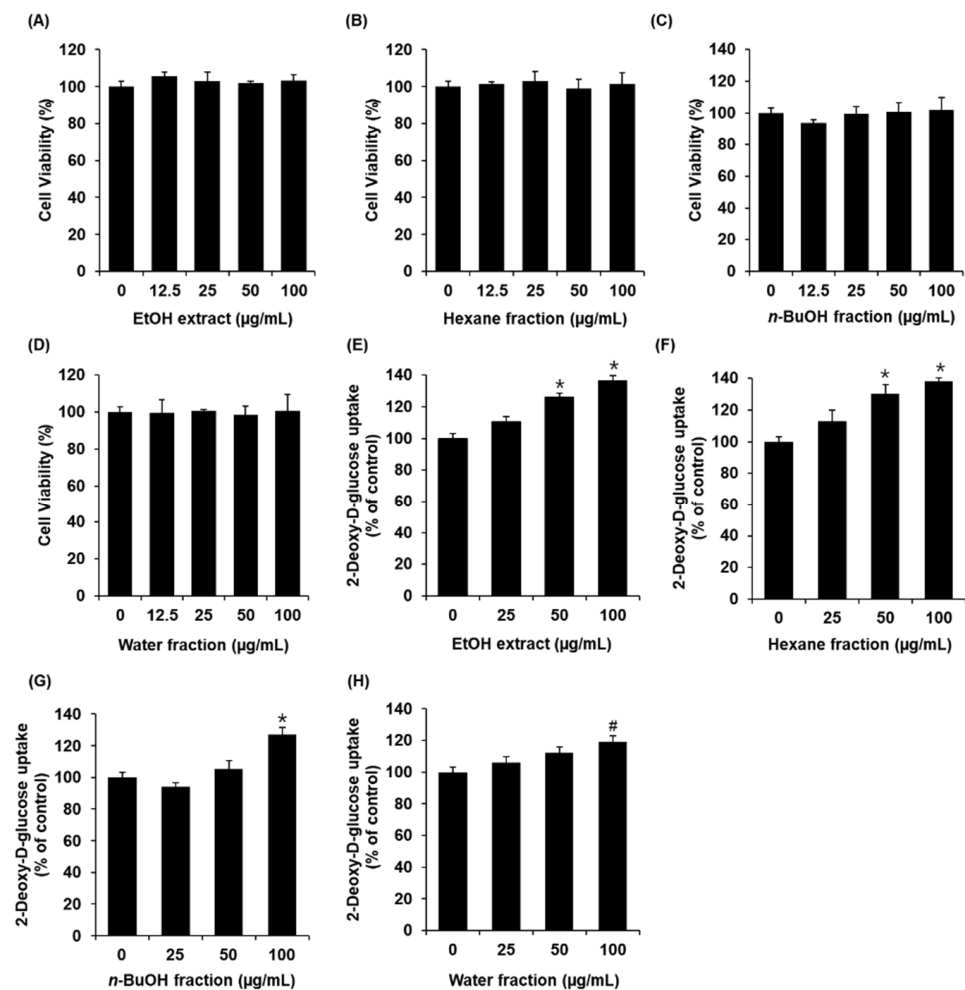 (A)
Cell Viability (%)
120
100
80
60
40
20
0
0 12.5 25 50 100
EtOH extract (µg/mL)
(B)
Cell Viability (%)
120
100
80
60
40
20
0
0 12.5 25 50 100
Hexane fraction (µg/mL)
(C)
Cell Viability (%)
140
120
100
80
60
40
20
0
0 12.5 25 50 100
n-BuOH fraction (µg/mL)
(D)
Cell Viability (%)
120
100
80
60
40
20
0
0 12.5 25 50 100
Water fraction (µg/mL)
(E)
2-Deoxy-D-glucose uptake
(% of control)
140
120
100
80
60
40
20
0
* *
0 25 50 100
EtOH extract (µg/mL)
(F)
2-Deoxy-D-glucose uptake
(% of control)
140
120
100
80
60
40
20
0
* *
0 25 50 100
Hexane fraction (µg/mL)
(G)
2-Deoxy-D-glucose uptake
(% of control)
140
120
100
80
60
40
20
0
*
0 25 50 100
n-BuOH fraction (µg/mL)
(H)
2-Deoxy-D-glucose uptake
(% of control)
140
120
100
80
60
40
20
0
#
0 25 50 100
Water fraction (µg/mL)